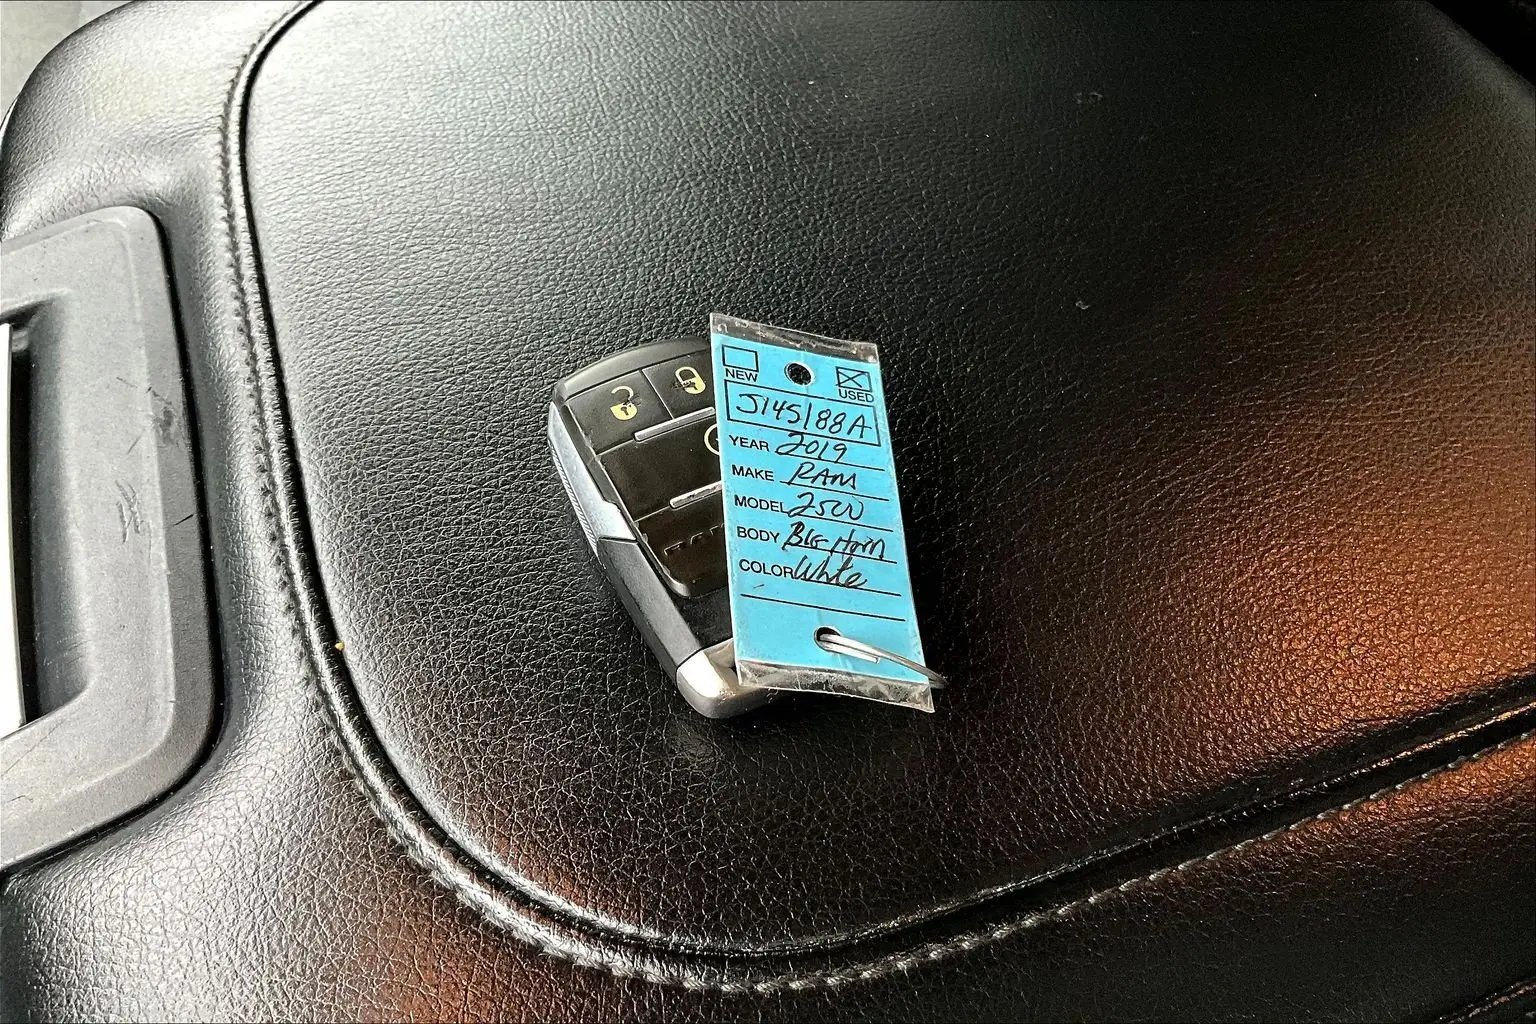 NEW
USED
J145188A
YEAR 2019
MAKE RAM
MODEL 2500
BODY BIG Horn
COLOR White